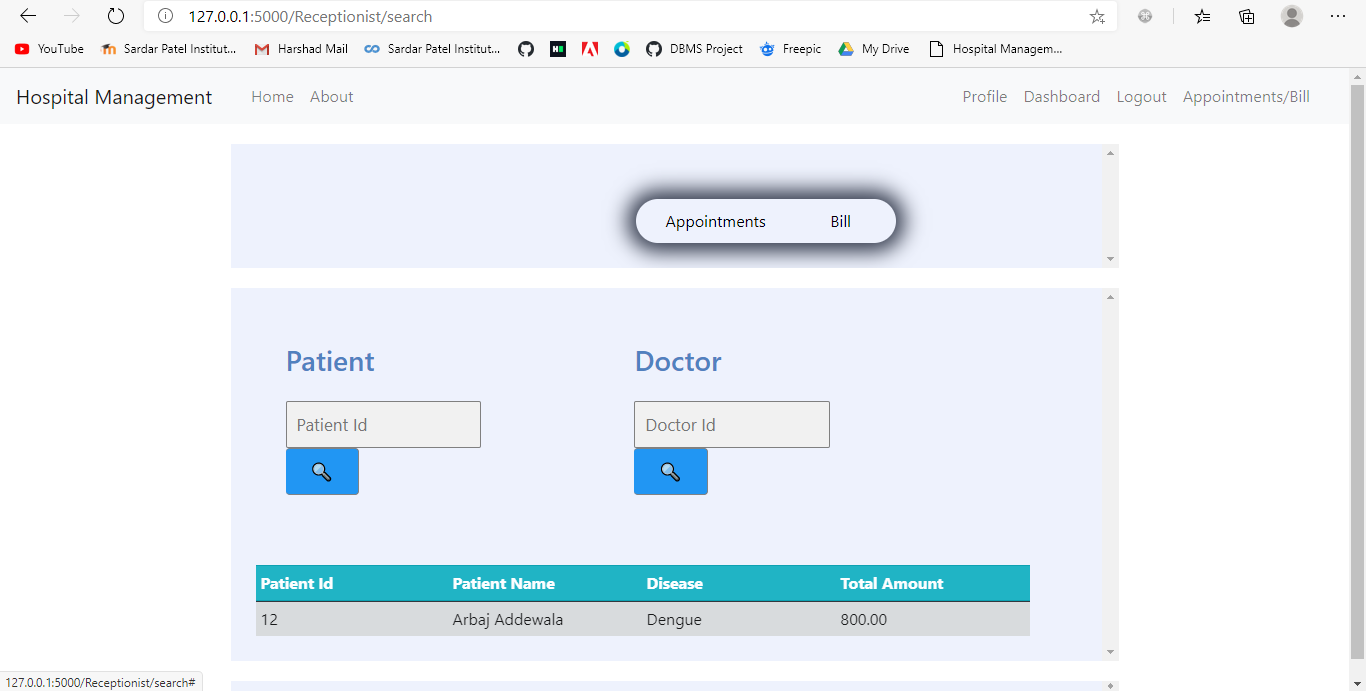 127.0.0.1:5000/Receptionist/search
YouTube Sardar Patel Institut... Harshad Mail Sardar Patel Institut... DBMS Project Freepic My Drive Hospital Managem...
Hospital Management Home About Profile Dashboard Logout Appointments/Bill
Appointments Bill
Patient Doctor
Patient Id Doctor Id
Patient Id Patient Name Disease Total Amount
12 Arbaj Addewala Dengue 800.00
127.0.0.1:5000/Receptionist/search#